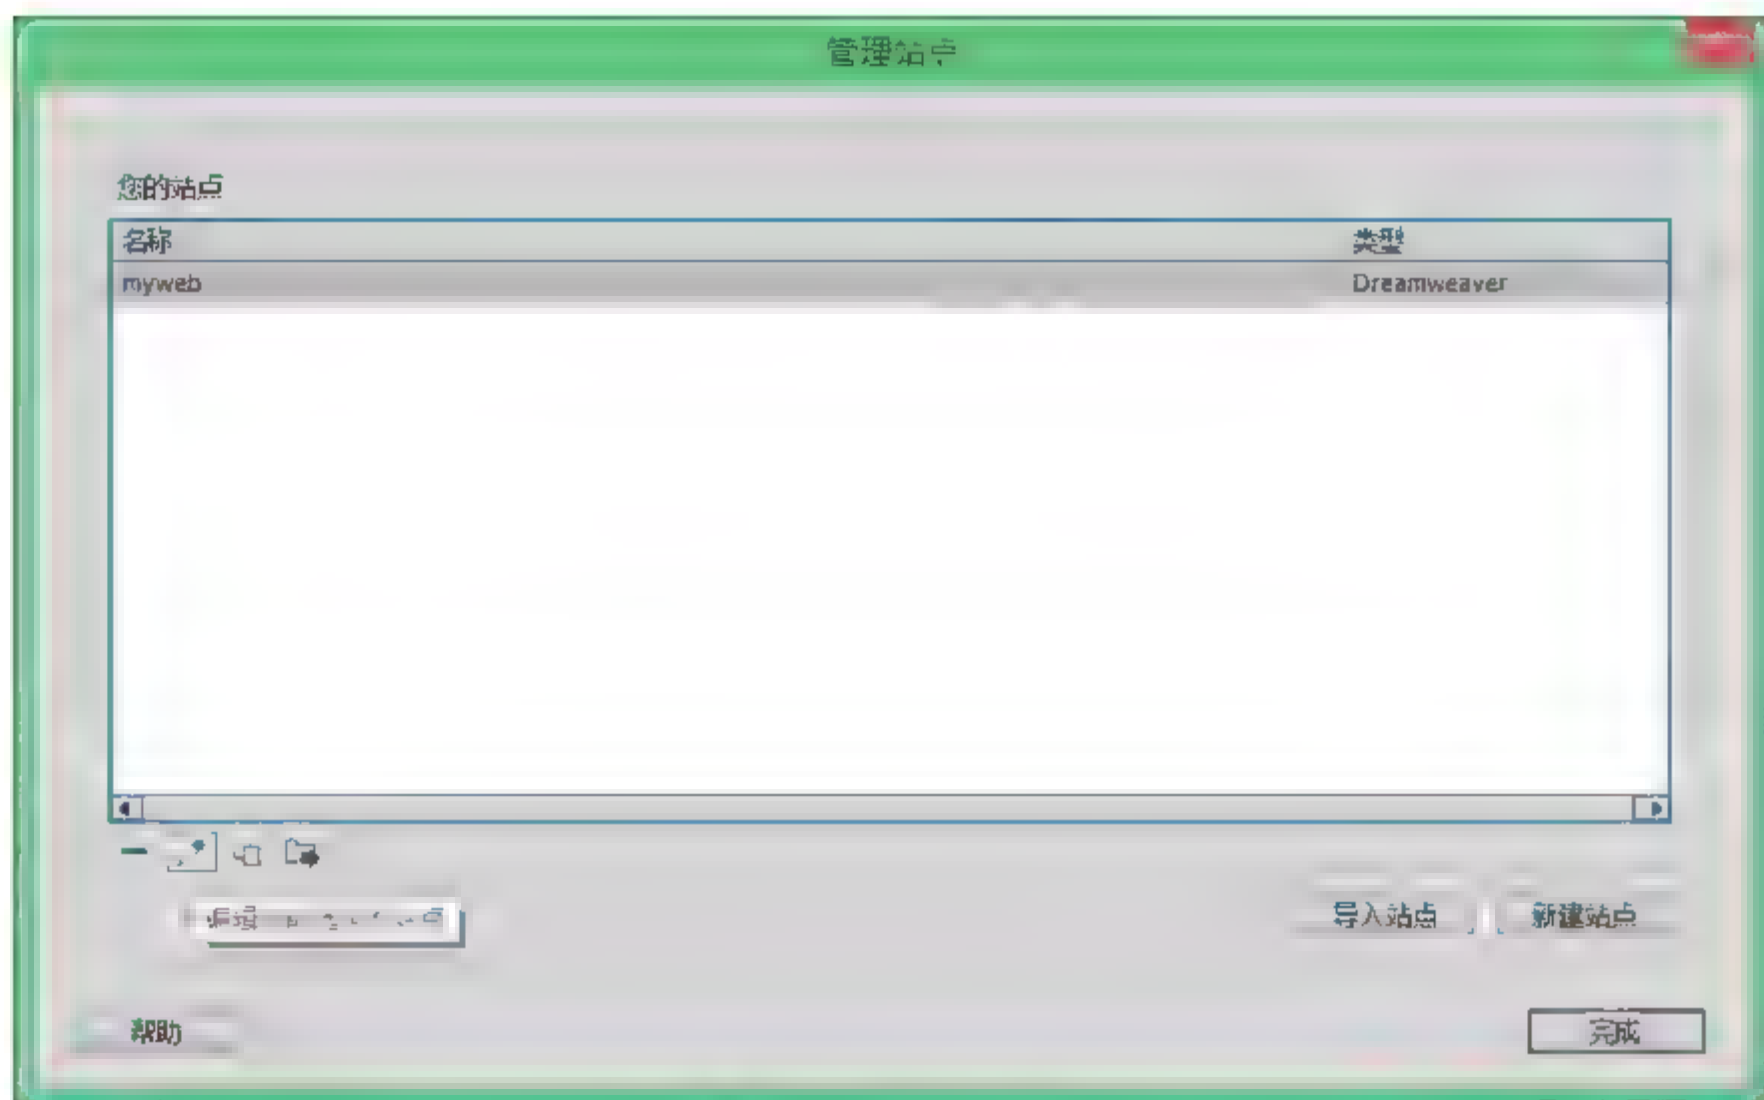 管理站点
您的站点
名称 类型
myweb Dreamweaver
导入站点 新建站点
帮助 完成